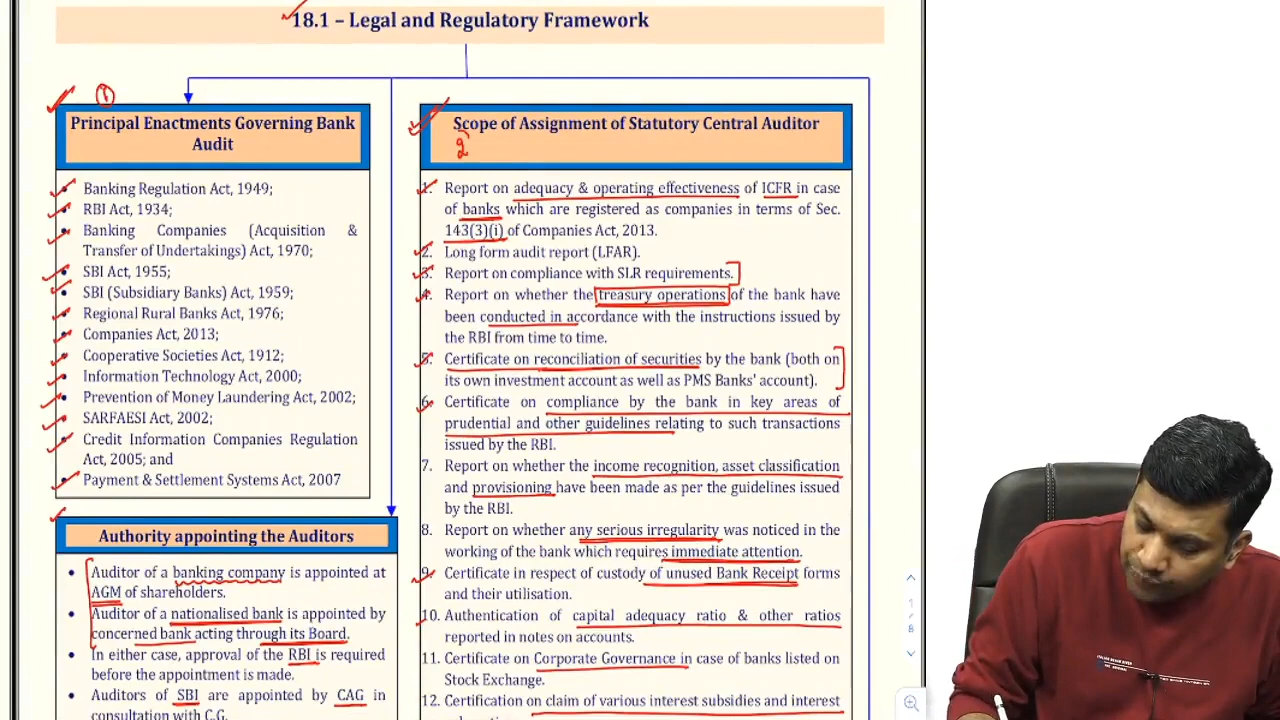 18.1 – Legal and Regulatory Framework
1
Principal Enactments Governing Bank
Audit
• Banking Regulation Act, 1949;
• RBI Act, 1934;
• Banking Companies (Acquisition &
Transfer of Undertakings) Act, 1970;
• SBI Act, 1955;
• SBI (Subsidiary Banks) Act, 1959;
• Regional Rural Banks Act, 1976;
• Companies Act, 2013;
• Cooperative Societies Act, 1912;
• Information Technology Act, 2000;
• Prevention of Money Laundering Act, 2002;
• SARFAESI Act, 2002;
• Credit Information Companies Regulation
Act, 2005; and
• Payment & Settlement Systems Act, 2007
Authority appointing the Auditors
• Auditor of a banking company is appointed at
AGM of shareholders.
• Auditor of a nationalised bank is appointed by
concerned bank acting through its Board.
• In either case, approval of the RBI is required
before the appointment is made.
• Auditors of SBI are appointed by CAG in
consultation with C.G.
Scope of Assignment of Statutory Central Auditor
2
1. Report on adequacy & operating effectiveness of ICFR in case
of banks which are registered as companies in terms of Sec.
143(3)(i) of Companies Act, 2013.
2. Long form audit report (LFAR).
3. Report on compliance with SLR requirements.
4. Report on whether the treasury operations of the bank have
been conducted in accordance with the instructions issued by
the RBI from time to time.
5. Certificate on reconciliation of securities by the bank (both on
its own investment account as well as PMS Banks' account).
6. Certificate on compliance by the bank in key areas of
prudential and other guidelines relating to such transactions
issued by the RBI.
7. Report on whether the income recognition, asset classification
and provisioning have been made as per the guidelines issued
by the RBI.
8. Report on whether any serious irregularity was noticed in the
working of the bank which requires immediate attention.
9. Certificate in respect of custody of unused Bank Receipt forms
and their utilisation.
10. Authentication of capital adequacy ratio & other ratios
reported in notes on accounts.
11. Certificate on Corporate Governance in case of banks listed on
Stock Exchange.
12. Certification on claim of various interest subsidies and interest
1
/
8